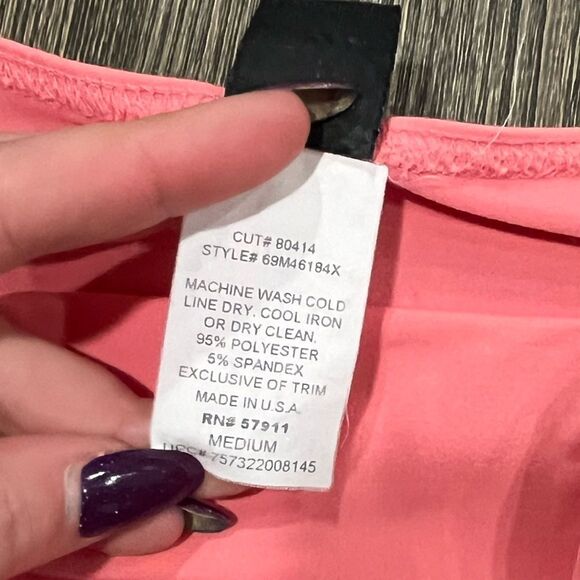 CUT# 80414
STYLE# 69M46184X
MACHINE WASH COLD
LINE DRY. COOL IRON
OR DRY CLEAN.
95% POLYESTER
5% SPANDEX
EXCLUSIVE OF TRIM
MADE IN U.S.A.
RN# 57911
MEDIUM
757322008145